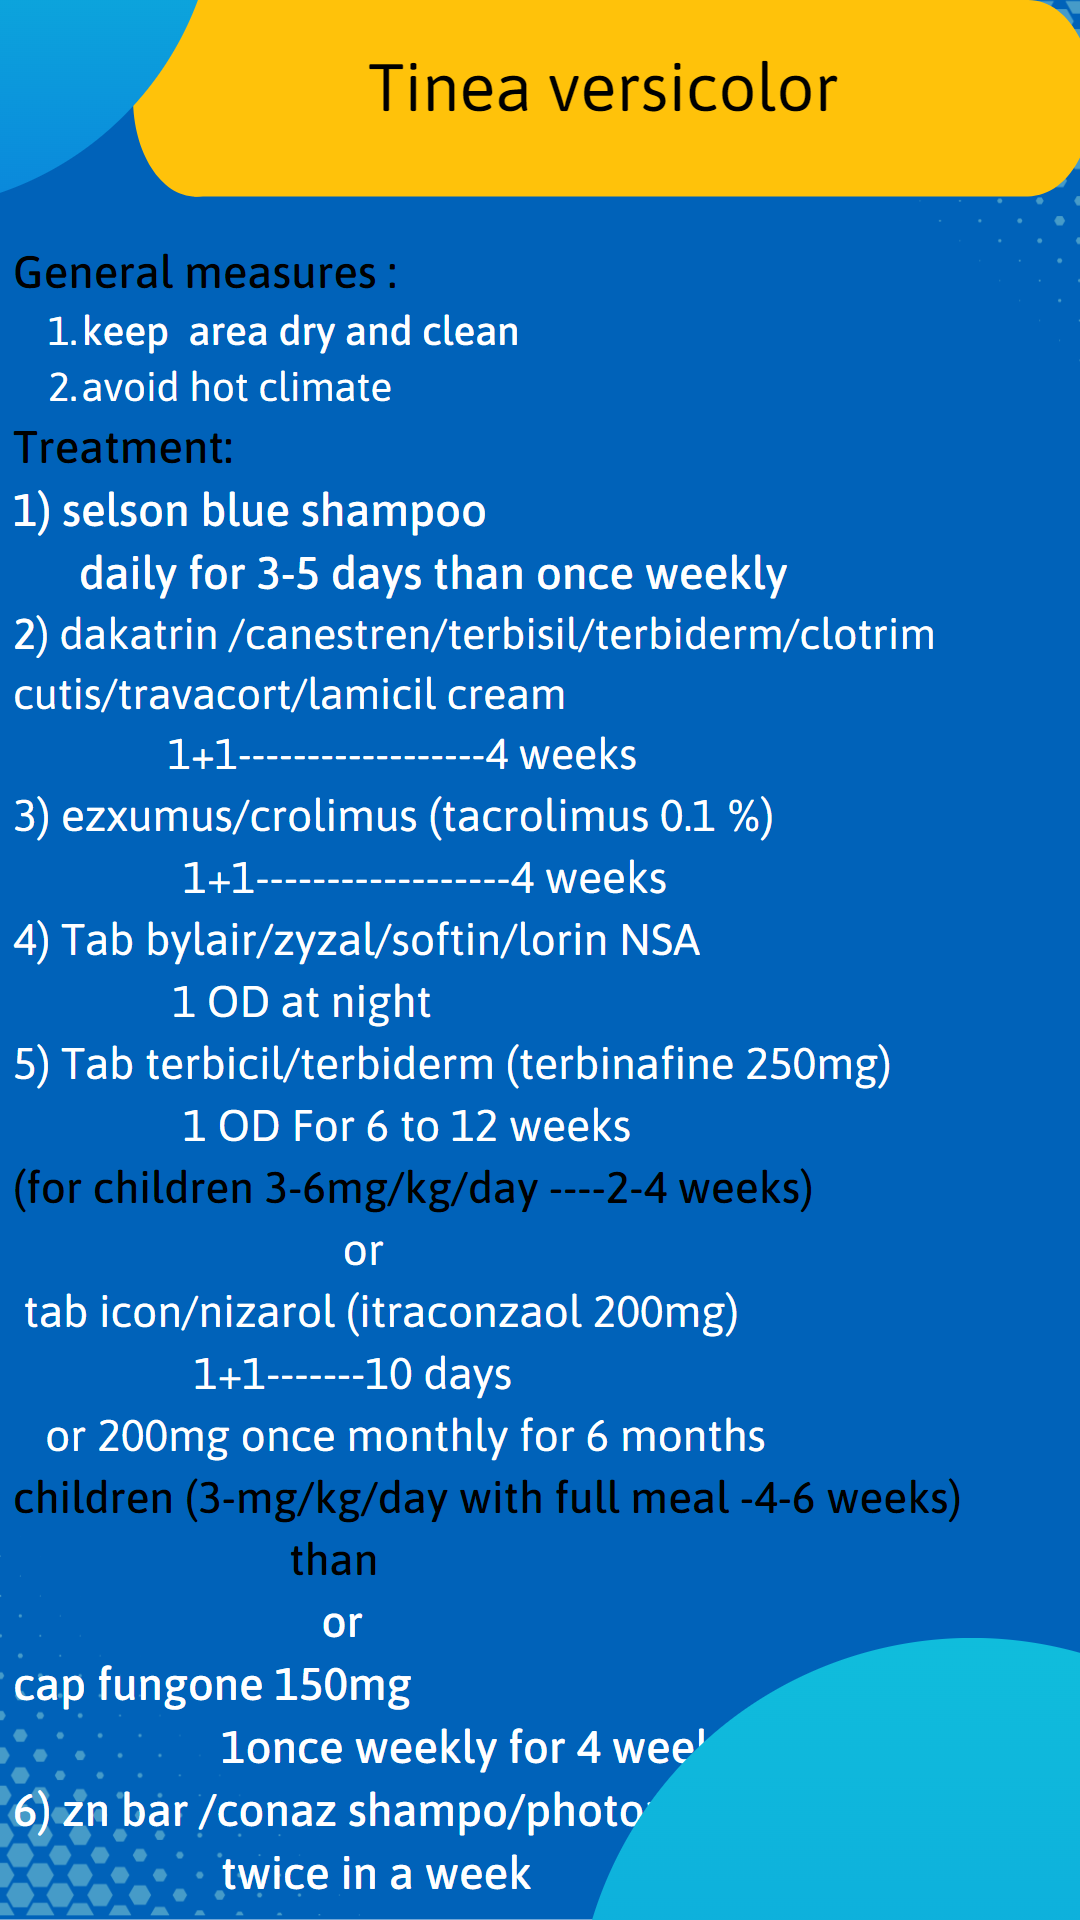 Tinea versicolor
General measures :
1. keep area dry and clean
2. avoid hot climate
Treatment:
1) selson blue shampoo
daily for 3-5 days than once weekly
2) dakatrin /canestren/terbisil/terbiderm/clotrim
cutis/travacort/lamicil cream
1+1------------------4 weeks
3) ezxumus/crolimus (tacrolimus 0.1 %)
1+1------------------4 weeks
4) Tab bylair/zyzal/softin/lorin NSA
1 OD at night
5) Tab terbicil/terbiderm (terbinafine 250mg)
1 OD For 6 to 12 weeks
(for children 3-6mg/kg/day ----2-4 weeks)
or
tab icon/nizarol (itraconzaol 200mg)
1+1-------10 days
or 200mg once monthly for 6 months
children (3-mg/kg/day with full meal -4-6 weeks)
than
or
cap fungone 150mg
1once weekly for 4
6) zn bar /conaz shampo/
twice in a week